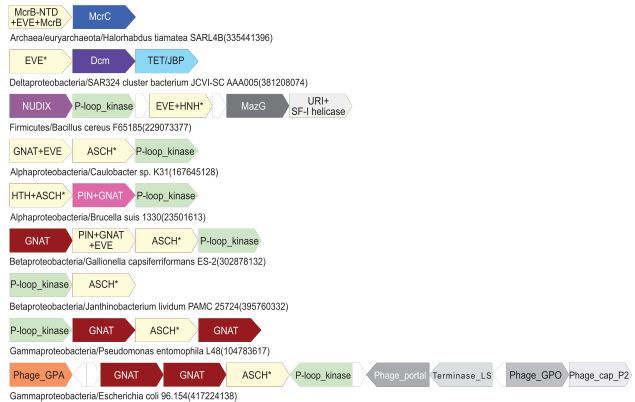 McrB-NTD McrC
+EVE+McrB
Archaea/euryarchaeota/Halorhabdus tiamatea SARL4B(335441396)
EVE* Dcm TET/JBP
Deltaproteobacteria/SAR324 cluster bacterium JCVI-SC AAA005(381208074)
NUDIX P-loop_kinase EVE+HNH* MazG URI+
SF-I helicase
Firmicutes/Bacillus cereus F65185(229073377)
GNAT+EVE ASCH* P-loop_kinase
Alphaproteobacteria/Caulobacter sp. K31(167645128)
HTH+ASCH* PIN+GNAT P-loop_kinase
Alphaproteobacteria/Brucella suis 1330(23501613)
GNAT PIN+GNAT ASCH* P-loop_kinase
+EVE
Betaproteobacteria/Gallionella capsiferriformans ES-2(302878132)
P-loop_kinase ASCH*
Betaproteobacteria/Janthinobacterium lividum PAMC 25724(395760332)
P-loop_kinase GNAT ASCH* GNAT
Gammaproteobacteria/Pseudomonas entomophila L48(104783617)
Phage_GPA GNAT GNAT ASCH* P-loop_kinase Phage_portal Terminase_LS Phage_GPO Phage_cap_P2
Gammaproteobacteria/Escherichia coli 96.154(417224138)